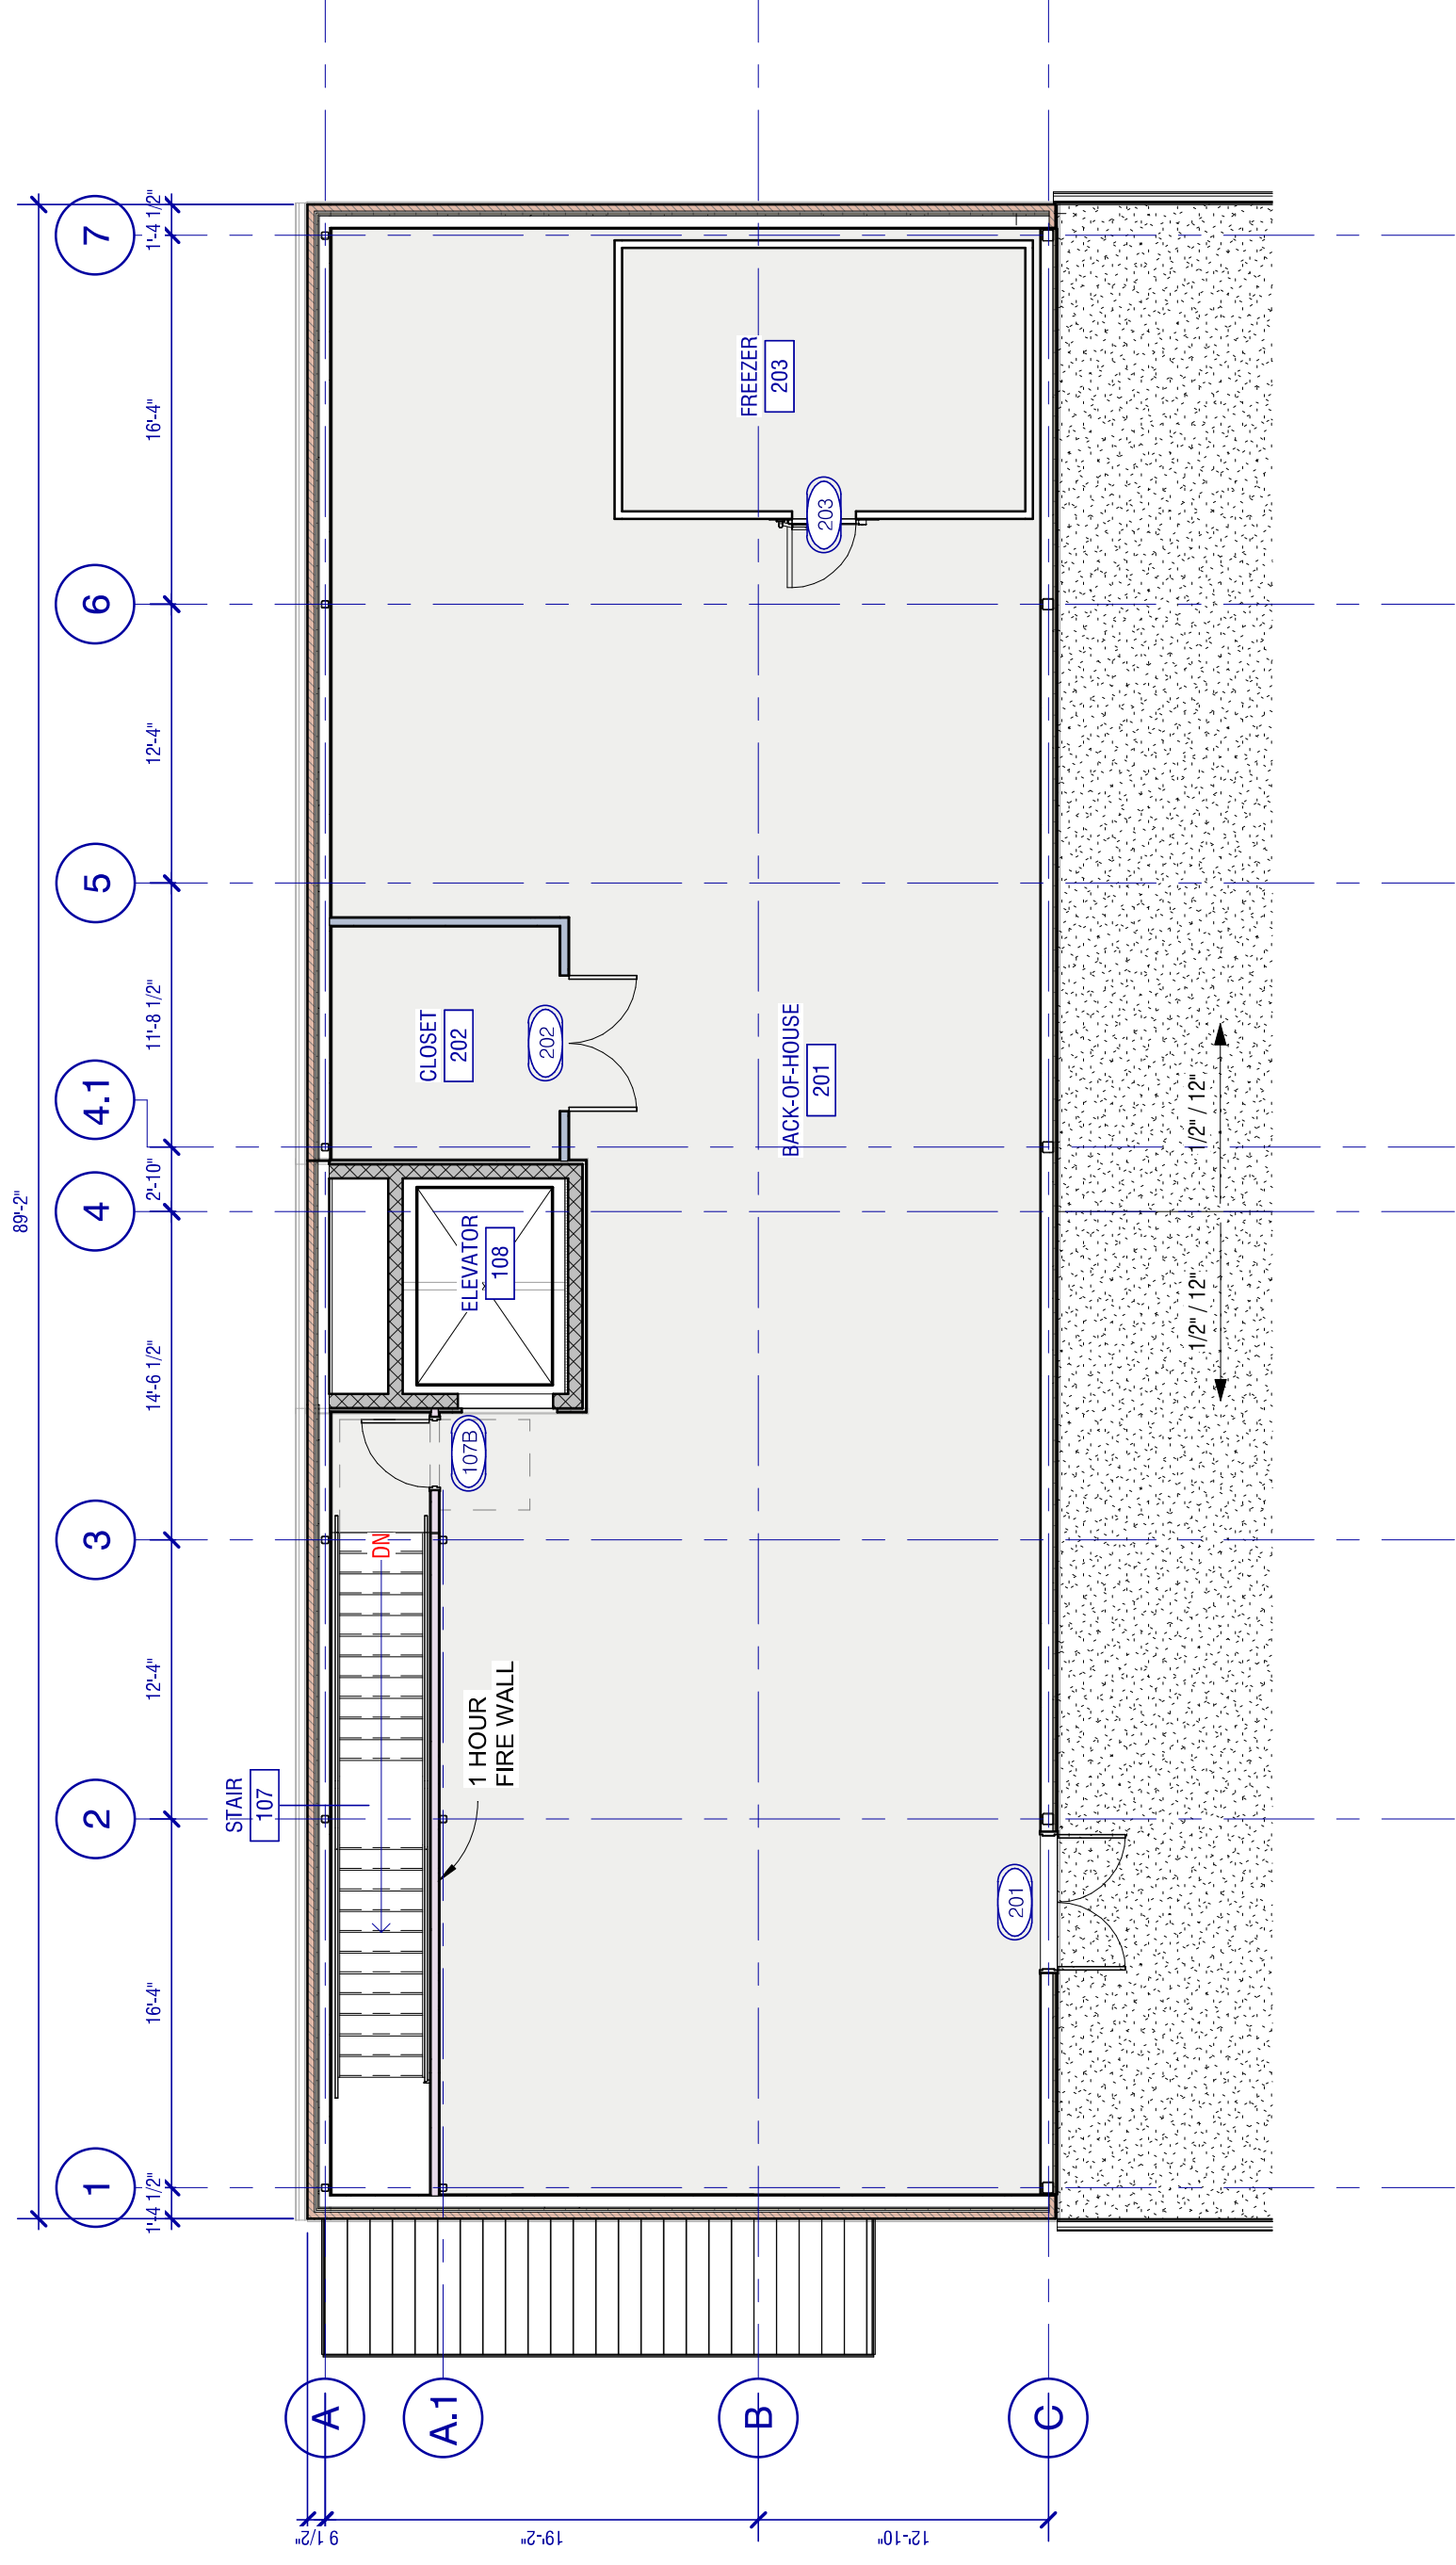 89'-2"
1'-4 1/2"
16'-4"
12'-4"
14'-6 1/2"
2'-10"
11'-8 1/2"
12'-4"
16'-4"
1'-4 1/2"
1
2
3
4
4.1
5
6
7
STAIR
107
DN
1 HOUR
FIRE WALL
107B
ELEVATOR
108
CLOSET
202
202
BACK-OF-HOUSE
201
FREEZER
203
203
201
1/2" / 12"
1/2" / 12"
A
A.1
B
C
9 1/2"
19'-2"
12'-10"